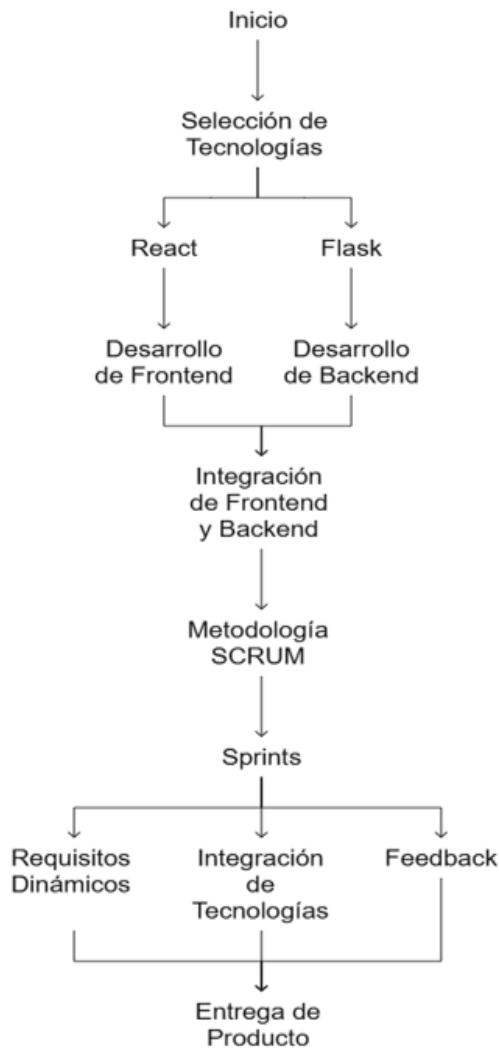 Inicio
Selección de
Tecnologías
React
Flask
Desarrollo
de Frontend
Desarrollo
de Backend
Integración
de Frontend
y Backend
Metodología
SCRUM
Sprints
Requisitos
Dinámicos
Integración
de
Tecnologías
Feedback
Entrega de
Producto